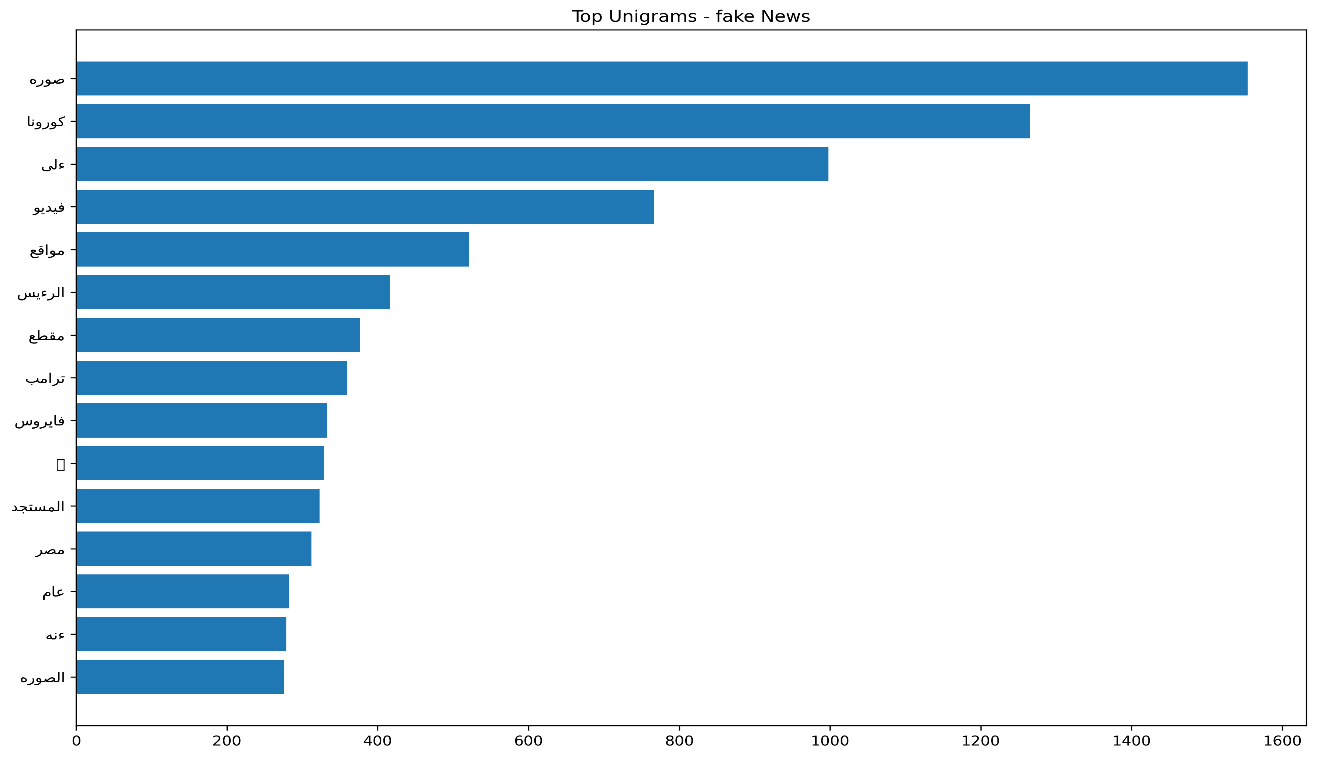 Top Unigrams - fake News
صوره
كورونا
ءلى
فيديو
مواقع
الرءيس
مقطع
ترامب
فايروس
المستجد
مصر
عام
ءنه
الصوره
0 200 400 600 800 1000 1200 1400 1600